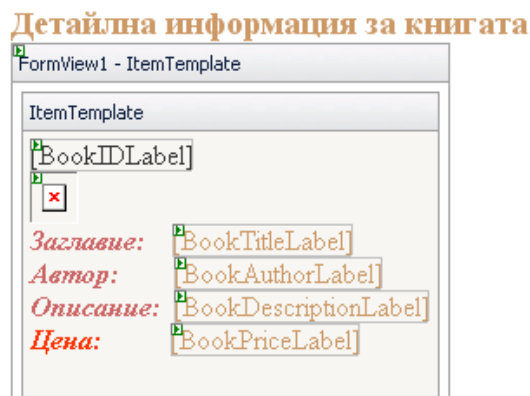 Детайлна информация за книгата
FormView1 - ItemTemplate
ItemTemplate
[BookIDLabel]
Заглавие: [BookTitleLabel]
Автор: [BookAuthorLabel]
Описание: [BookDescriptionLabel]
Цена: [BookPriceLabel]